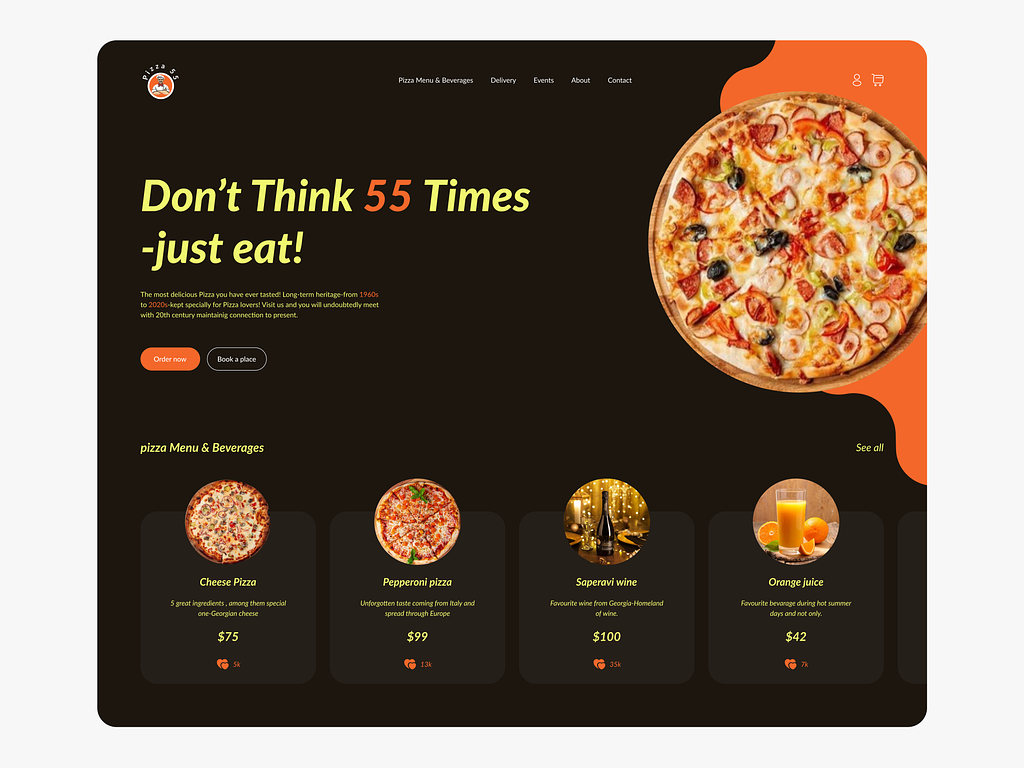 Pizza 55
Pizza Menu & Beverages
Delivery
Events
About
Contact
Don't Think 55 Times
-just eat!
The most delicious Pizza you have ever tasted! Long-term heritage-from 1960s
to 2020s-kept specially for Pizza lovers! Visit us and you will undoubtedly meet
with 20th century maintainig connection to present.
Order now
Book a place
pizza Menu & Beverages
See all
Cheese Pizza
5 great ingredients , among them special
one-Georgian cheese
$75
5k
Pepperoni pizza
Unforgotten taste coming from Italy and
spread through Europe
$99
13k
Saperavi wine
Favourite wine from Georgia-Homeland
of wine.
$100
35k
Orange juice
Favourite bevarage during hot summer
days and not only.
$42
7k